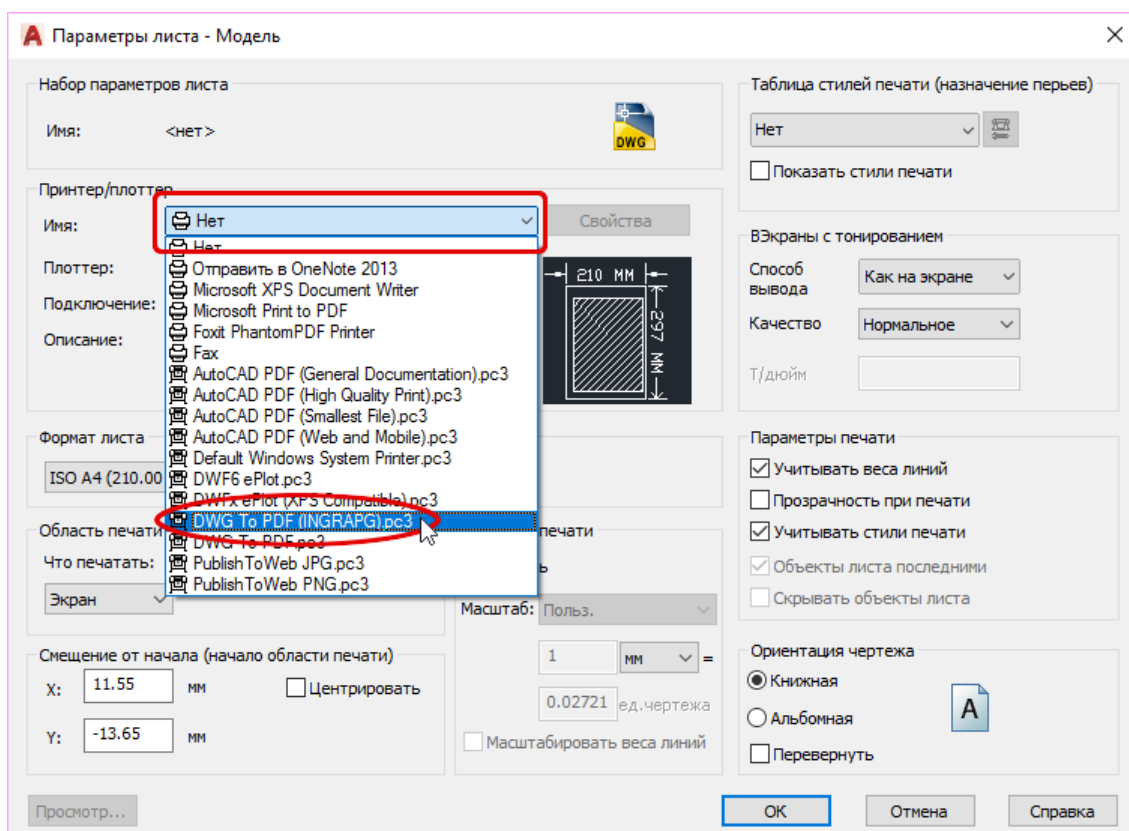 Параметры листа - Модель
Набор параметров листа
Имя: <нет>
DWG
Принтер/плоттер
Имя: Нет
Свойства
Нет
Отправить в OneNote 2013
Microsoft XPS Document Writer
Microsoft Print to PDF
Foxit PhantomPDF Printer
Fax
AutoCAD PDF (General Documentation).pc3
AutoCAD PDF (High Quality Print).pc3
AutoCAD PDF (Smallest File).pc3
AutoCAD PDF (Web and Mobile).pc3
Default Windows System Printer.pc3
DWF6 ePlot.pc3
DWFx ePlot (XPS Compatible).pc3
DWG To PDF (INGRAPG).pc3
DWG To PDF.pc3
PublishToWeb JPG.pc3
PublishToWeb PNG.pc3
Плоттер:
Подключение:
Описание:
210 MM
297 MM
Формат листа
ISO A4 (210.00
Область печати
Что печатать:
Экран
печати
ь
Масштаб: Польз.
1 мм =
0.02721 ед.чертежа
Масштабировать веса линий
Смещение от начала (начало области печати)
X: 11.55 мм
Центрировать
Y: -13.65 мм
Таблица стилей печати (назначение перьев)
Нет
Показать стили печати
ВЭкраны с тонированием
Способ
вывода
Как на экране
Качество Нормальное
Т/дюйм
Параметры печати
Учитывать веса линий
Прозрачность при печати
Учитывать стили печати
Объекты листа последними
Скрывать объекты листа
Ориентация чертежа
Книжная
Альбомная
Перевернуть
A
Просмотр...
OK
Отмена
Справка